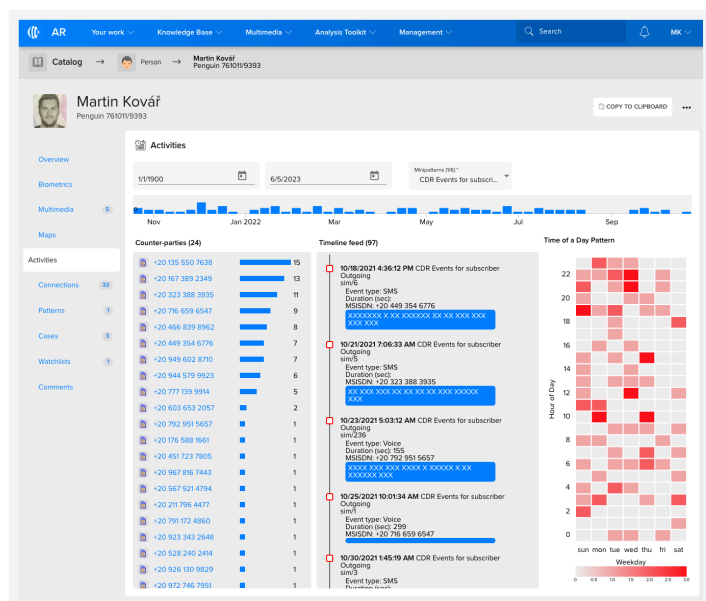 AR
Your work
Knowledge Base
Multimedia
Analysis Toolkit
Management
Search
MK
Catalog
Person
Martin Kovář
Penguin 761011/9393
Martin Kovář
Penguin 761011/9393
COPY TO CLIPBOARD
Overview
Biometrics
Multimedia 5
Maps
Activities
Connections 33
Patterns 1
Cases 3
Watchlists 1
Comments
Activities
1/1/1900
6/5/2023
Minipatterns (1/6) *
CDR Events for subscri...
0
Nov Jan 2022 Mar May Jul Sep
Counter-parties (24)
+20 135 550 7638 15
+20 167 389 2349 13
+20 323 388 3935 11
+20 716 659 6547 9
+20 466 839 8962 8
+20 449 354 6776 7
+20 949 602 8710 7
+20 944 579 9923 6
+20 777 139 9914 5
+20 603 653 2057 2
+20 792 951 5657 1
+20 176 588 1661 1
+20 451 723 7805 1
+20 967 816 7443 1
+20 567 921 4794 1
+20 211 796 4477 1
+20 791 172 4860 1
+20 923 343 2648 1
+20 528 240 2414 1
+20 926 130 9829 1
+20 972 746 7951 1
Timeline feed (97)
10/18/2021 4:36:12 PM CDR Events for subscriber
Outgoing
sim/6
Event type: SMS
Duration (sec):
MSISDN: +20 449 354 6776
XXXXXXX X XX XXXXXX XX XX XXX XXX
XXX XXX
10/21/2021 7:06:33 AM CDR Events for subscriber
Outgoing
sim/5
Event type: SMS
Duration (sec):
MSISDN: +20 323 388 3935
XX XXX XXX XX XX XX XX XXX XXXXX
XXX
10/23/2021 5:03:12 AM CDR Events for subscriber
Outgoing
sim/236
Event type: Voice
Duration (sec): 155
MSISDN: +20 792 951 5657
XXXX XXX XXX XXXX X XXXXX X XX
XXXXXX XXX
10/25/2021 10:01:34 AM CDR Events for subscriber
Outgoing
sim/1
Event type: Voice
Duration (sec): 299
MSISDN: +20 716 659 6547
10/30/2021 1:45:19 AM CDR Events for subscriber
Outgoing
sim/3
Event type: SMS
Duration (sec):
Time of a Day Pattern
Hour of Day
22
20
18
16
14
12
10
8
6
4
2
0
sun mon tue wed thu fri sat
Weekday
0 0.5 1.0 1.5 2.0 2.5 3.0